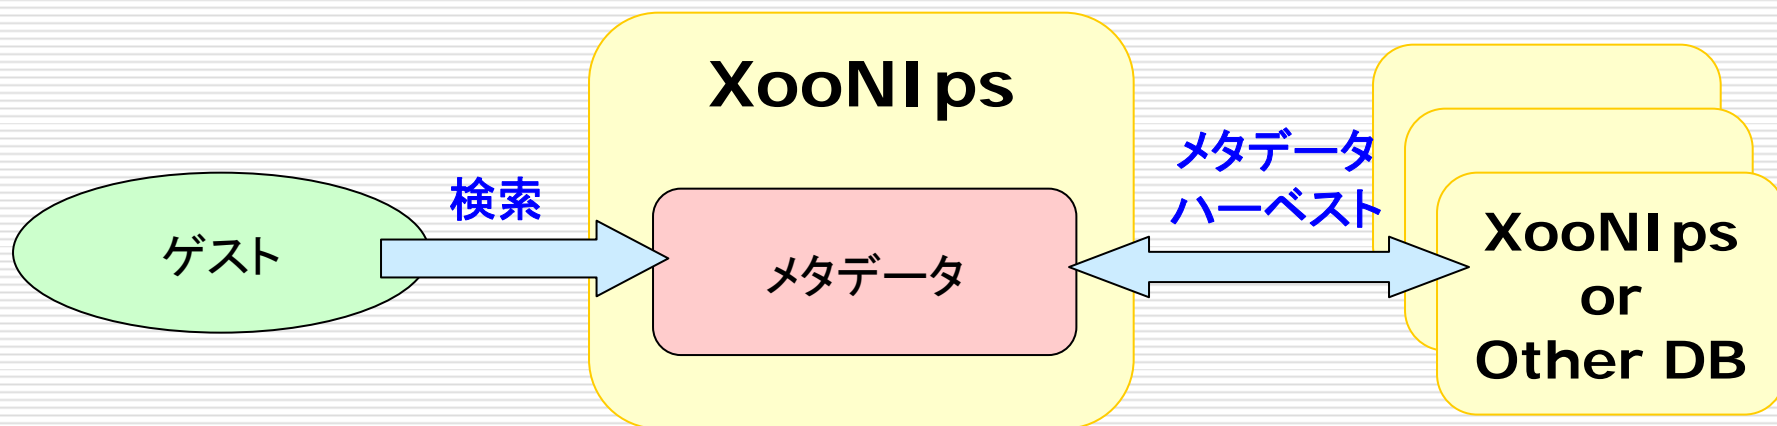 XooNIps
検索
ゲスト
メタデータ
メタデータ
ハーベスト
XooNIps
or
Other DB